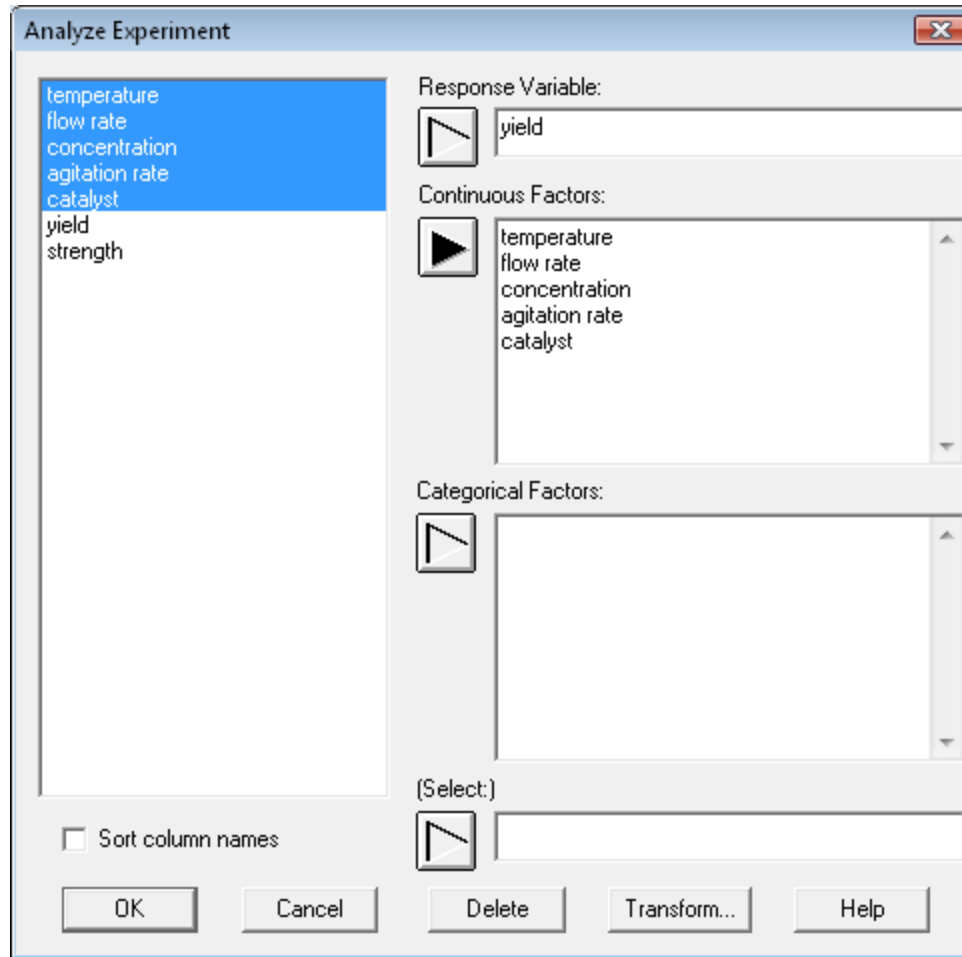 Analyze Experiment
temperature
flow rate
concentration
agitation rate
catalyst
yield
strength
Sort column names
Response Variable:
yield
Continuous Factors:
temperature
flow rate
concentration
agitation rate
catalyst
Categorical Factors:
(Select:)
OK
Cancel
Delete
Transform...
Help